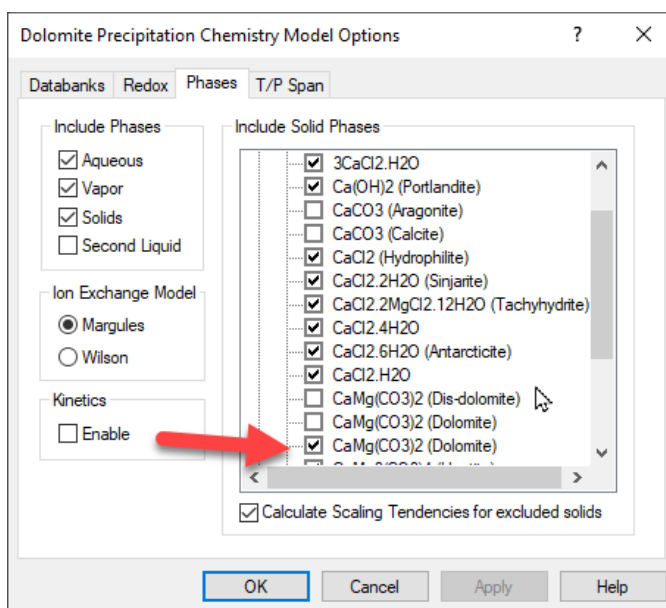 Dolomite Precipitation Chemistry Model Options ? X
Databanks Redox Phases T/P Span
Include Phases
Aqueous
Vapor
Solids
Second Liquid
Ion Exchange Model
Margules
Wilson
Kinetics
Enable
Include Solid Phases
3CaCl2.H2O
Ca(OH)2 (Portlandite)
CaCO3 (Aragonite)
CaCO3 (Calcite)
CaCl2 (Hydrophilite)
CaCl2.2H2O (Sinjarite)
CaCl2.2MgCl2.12H2O (Tachyhydrite)
CaCl2.4H2O
CaCl2.6H2O (Antarcticite)
CaCl2.H2O
CaMg(CO3)2 (Dis-dolomite)
CaMg(CO3)2 (Dolomite)
CaMg(CO3)2 (Dolomite)
Calculate Scaling Tendencies for excluded solids
OK Cancel Apply Help